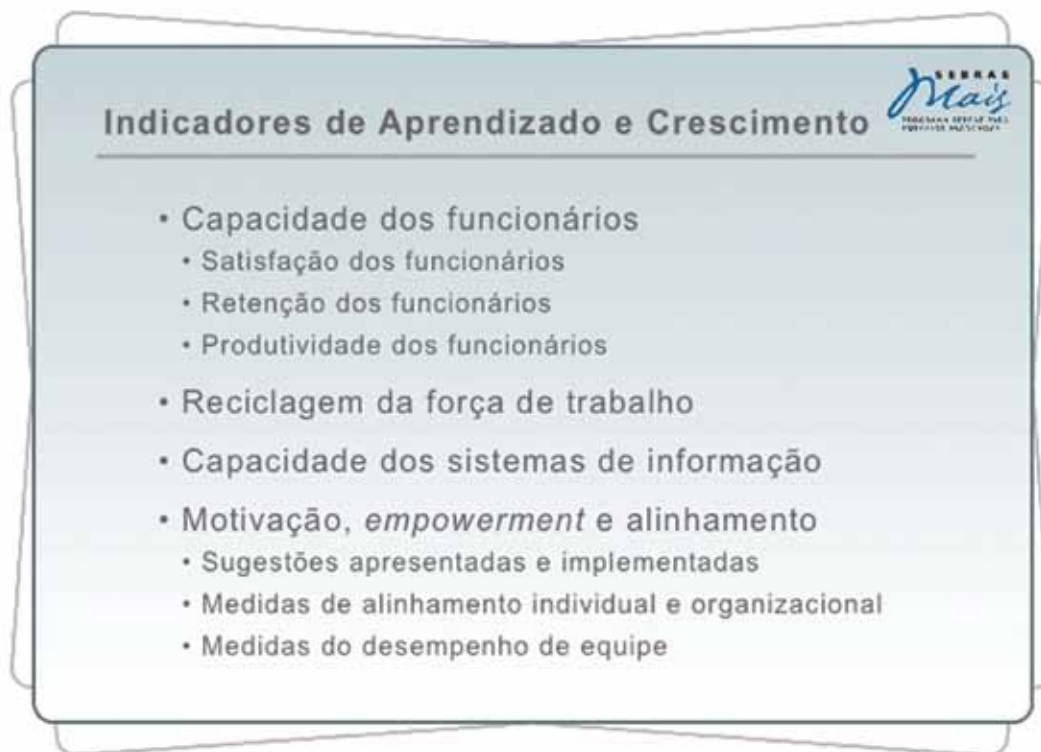 SEBRAE
Mais
Indicadores de Aprendizado e Crescimento
• Capacidade dos funcionários
• Satisfação dos funcionários
• Retenção dos funcionários
• Produtividade dos funcionários
• Reciclagem da força de trabalho
• Capacidade dos sistemas de informação
• Motivação, empowerment e alinhamento
• Sugestões apresentadas e implementadas
• Medidas de alinhamento individual e organizacional
• Medidas do desempenho de equipe